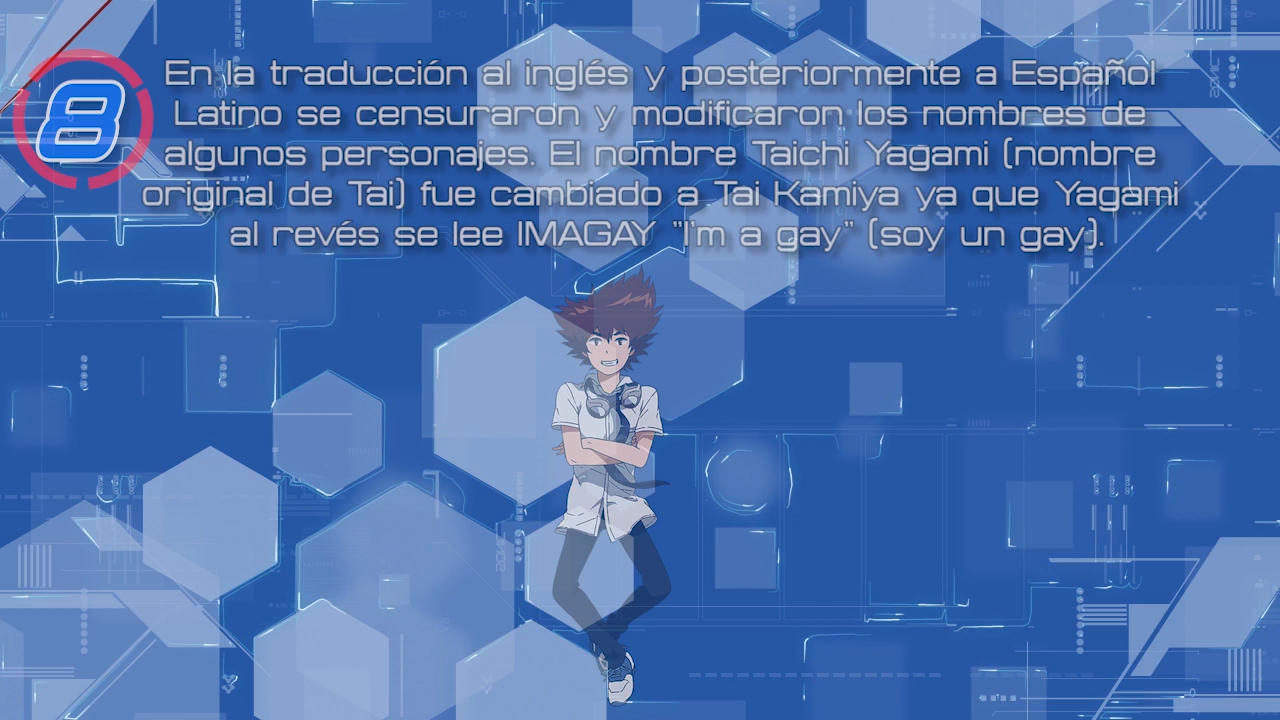 8
En la traducción al inglés y posteriormente a Español
Latino se censuraron y modificaron los nombres de
algunos personajes. El nombre Taichi Yagami (nombre
original de Tai) fue cambiado a Tai Kamiya ya que Yagami
al revés se lee IMAGAY "I'm a gay" (soy un gay).